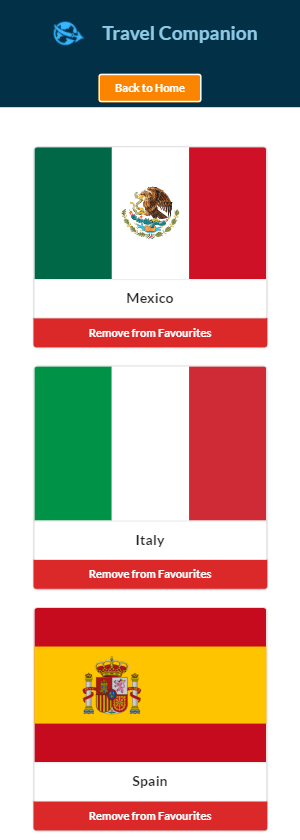 Travel Companion
Back to Home
Mexico
Remove from Favourites
Italy
Remove from Favourites
Spain
Remove from Favourites